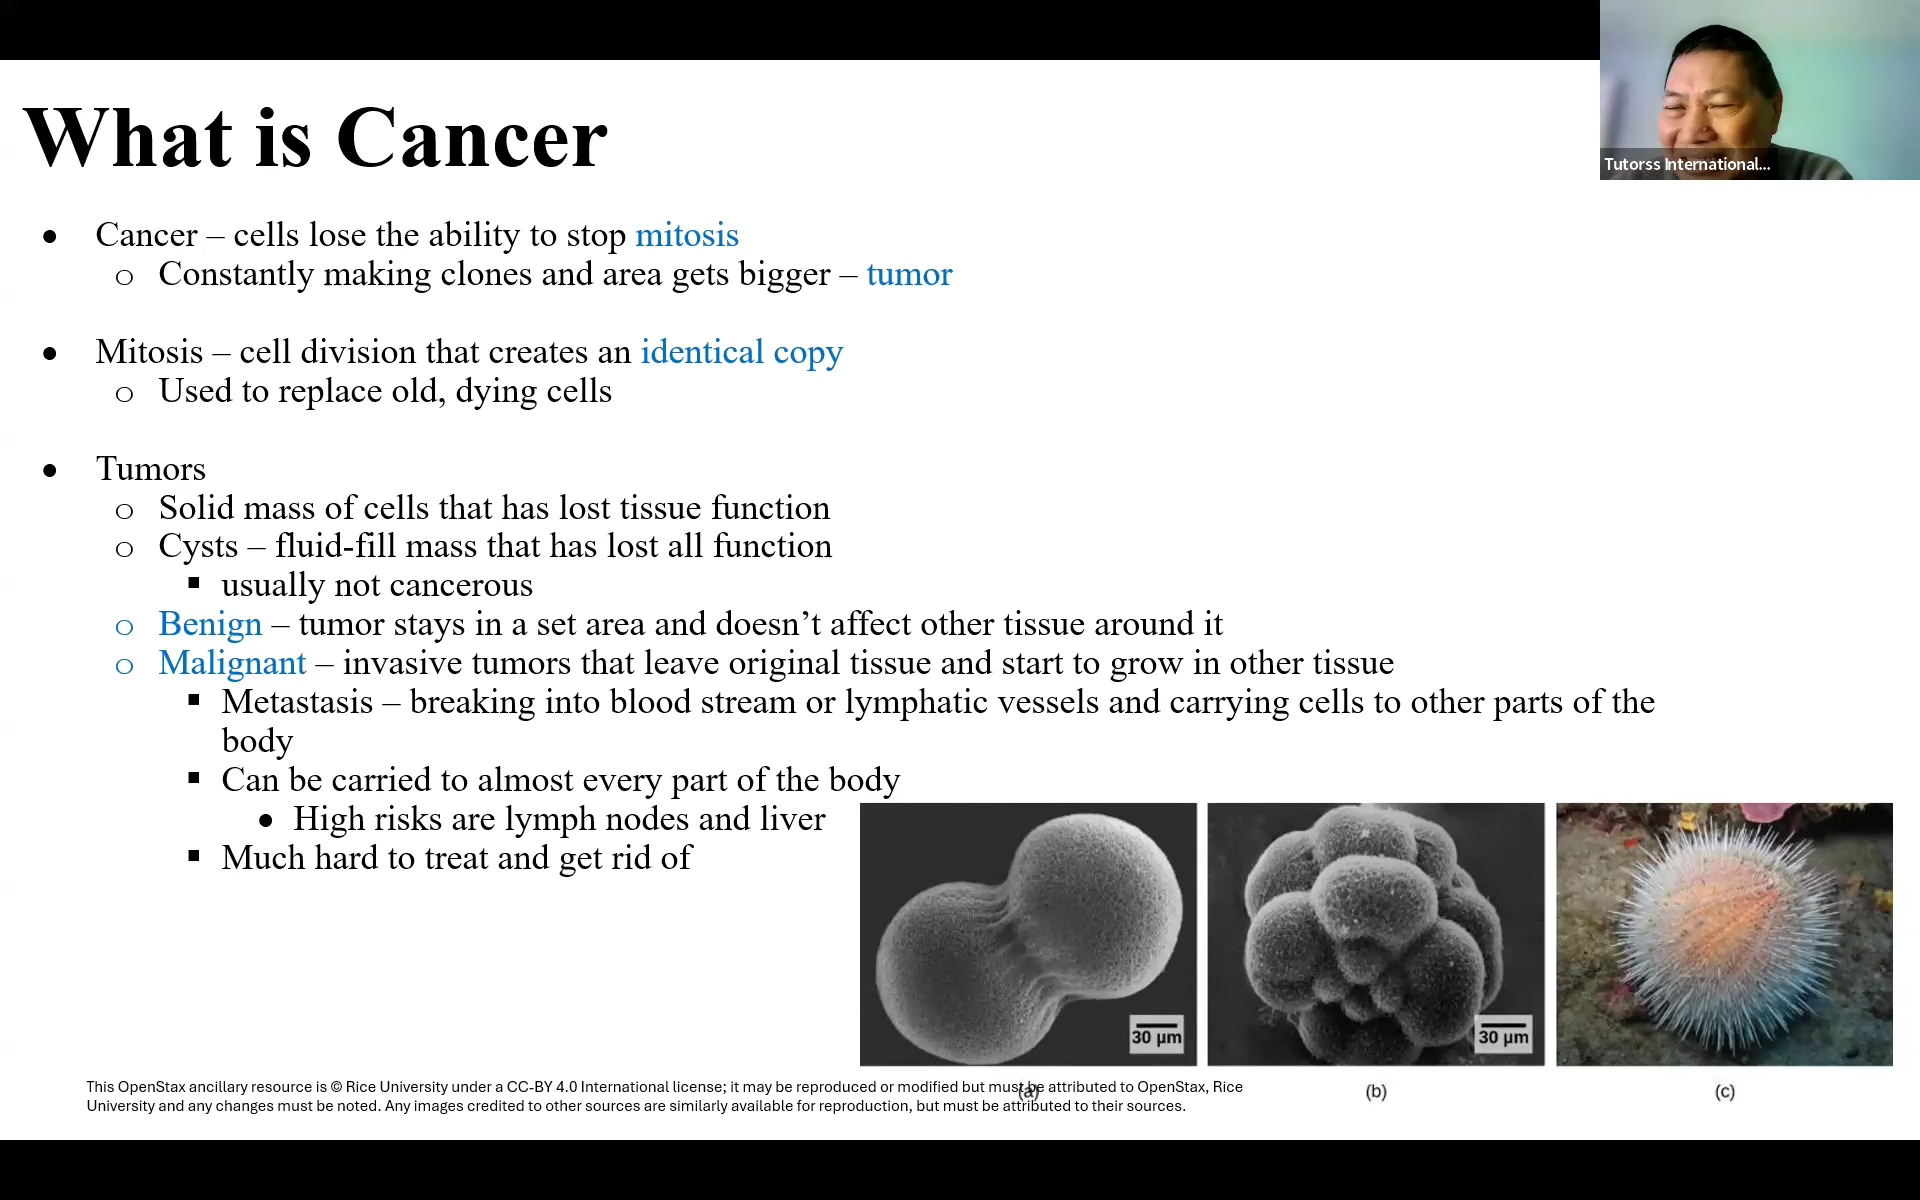 What is Cancer
Tutorss International...
• Cancer – cells lose the ability to stop mitosis
o Constantly making clones and area gets bigger – tumor
• Mitosis – cell division that creates an identical copy
o Used to replace old, dying cells
• Tumors
o Solid mass of cells that has lost tissue function
o Cysts – fluid-fill mass that has lost all function
▪ usually not cancerous
o Benign – tumor stays in a set area and doesn’t affect other tissue around it
o Malignant – invasive tumors that leave original tissue and start to grow in other tissue
▪ Metastasis – breaking into blood stream or lymphatic vessels and carrying cells to other parts of the
body
▪ Can be carried to almost every part of the body
• High risks are lymph nodes and liver
▪ Much hard to treat and get rid of
30 µm
30 µm
(a)
(b)
(c)
This OpenStax ancillary resource is © Rice University under a CC-BY 4.0 International license; it may be reproduced or modified but must be attributed to OpenStax, Rice
University and any changes must be noted. Any images credited to other sources are similarly available for reproduction, but must be attributed to their sources.